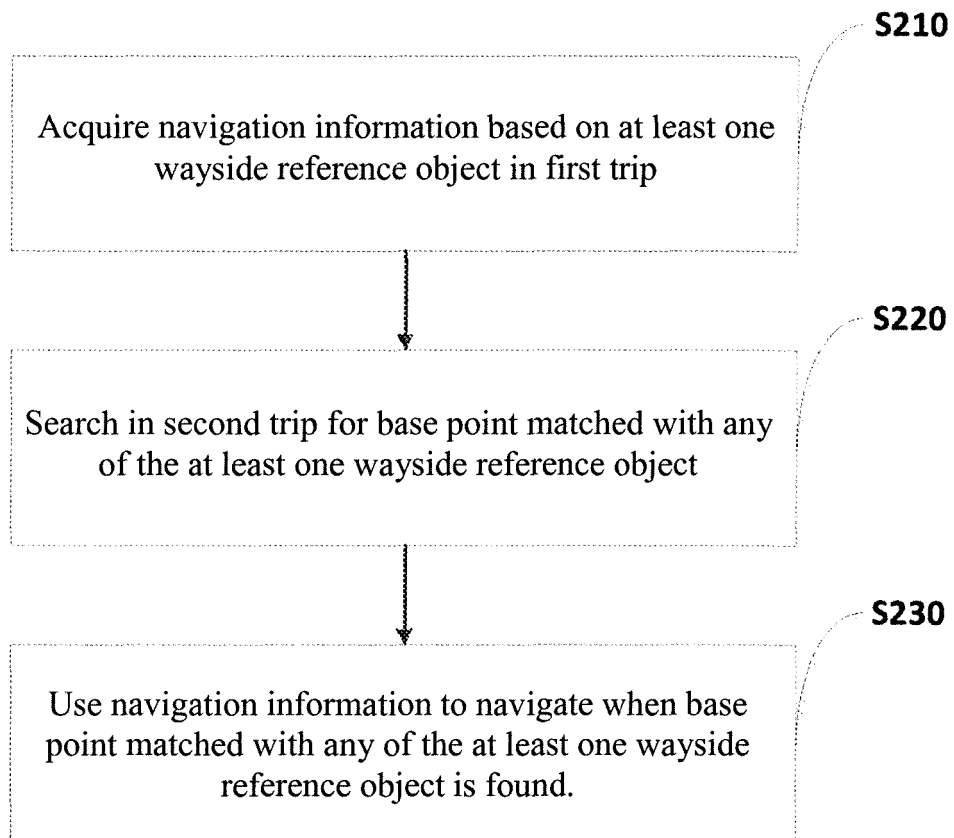 S210
Acquire navigation information based on at least one
wayside reference object in first trip
S220
Search in second trip for base point matched with any
of the at least one wayside reference object
S230
Use navigation information to navigate when base
point matched with any of the at least one wayside
reference object is found.